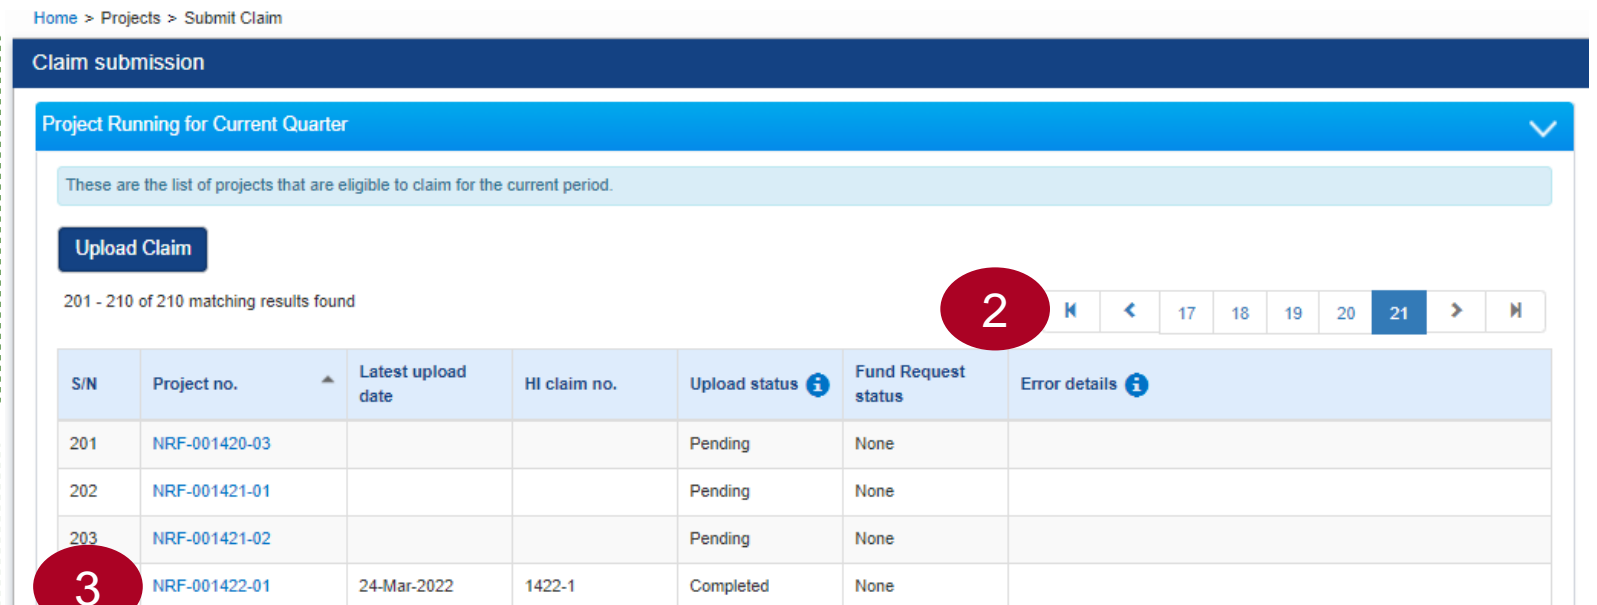 Home > Projects > Submit Claim
Claim submission
Project Running for Current Quarter
These are the list of projects that are eligible to claim for the current period.
Upload Claim
201 - 210 of 210 matching results found
2 17 18 19 20 21
S/N Project no. Latest upload date HI claim no. Upload status Fund Request status Error details
201 NRF-001420-03 Pending None
202 NRF-001421-01 Pending None
203 NRF-001421-02 Pending None
3 NRF-001422-01 24-Mar-2022 1422-1 Completed None